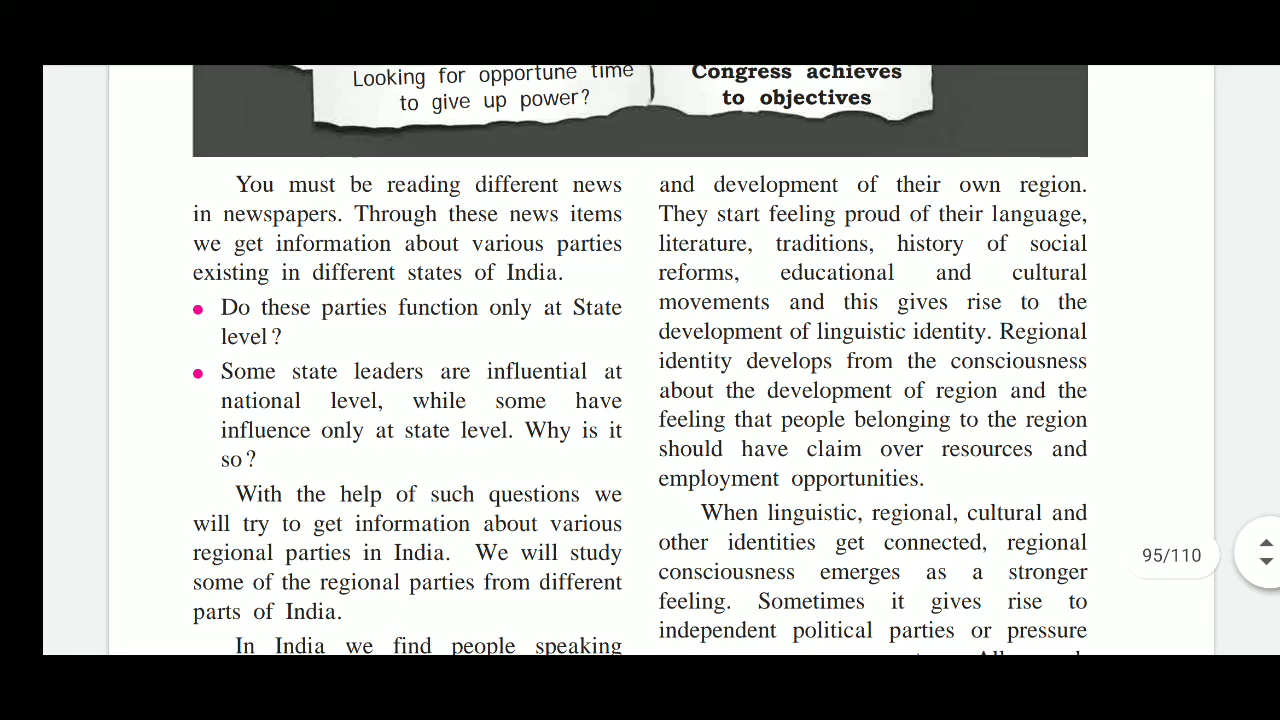 Looking for opportune time
to give up power?
Congress achieves
to objectives
You must be reading different news
in newspapers. Through these news items
we get information about various parties
existing in different states of India.
• Do these parties function only at State
level?
• Some state leaders are influential at
national level, while some have
influence only at state level. Why is it
so?
With the help of such questions we
will try to get information about various
regional parties in India. We will study
some of the regional parties from different
parts of India.
In India we find people speaking
and development of their own region.
They start feeling proud of their language,
literature, traditions, history of social
reforms, educational and cultural
movements and this gives rise to the
development of linguistic identity. Regional
identity develops from the consciousness
about the development of region and the
feeling that people belonging to the region
should have claim over resources and
employment opportunities.
When linguistic, regional, cultural and
other identities get connected, regional
consciousness emerges as a stronger
feeling. Sometimes it gives rise to
independent political parties or pressure
95/110